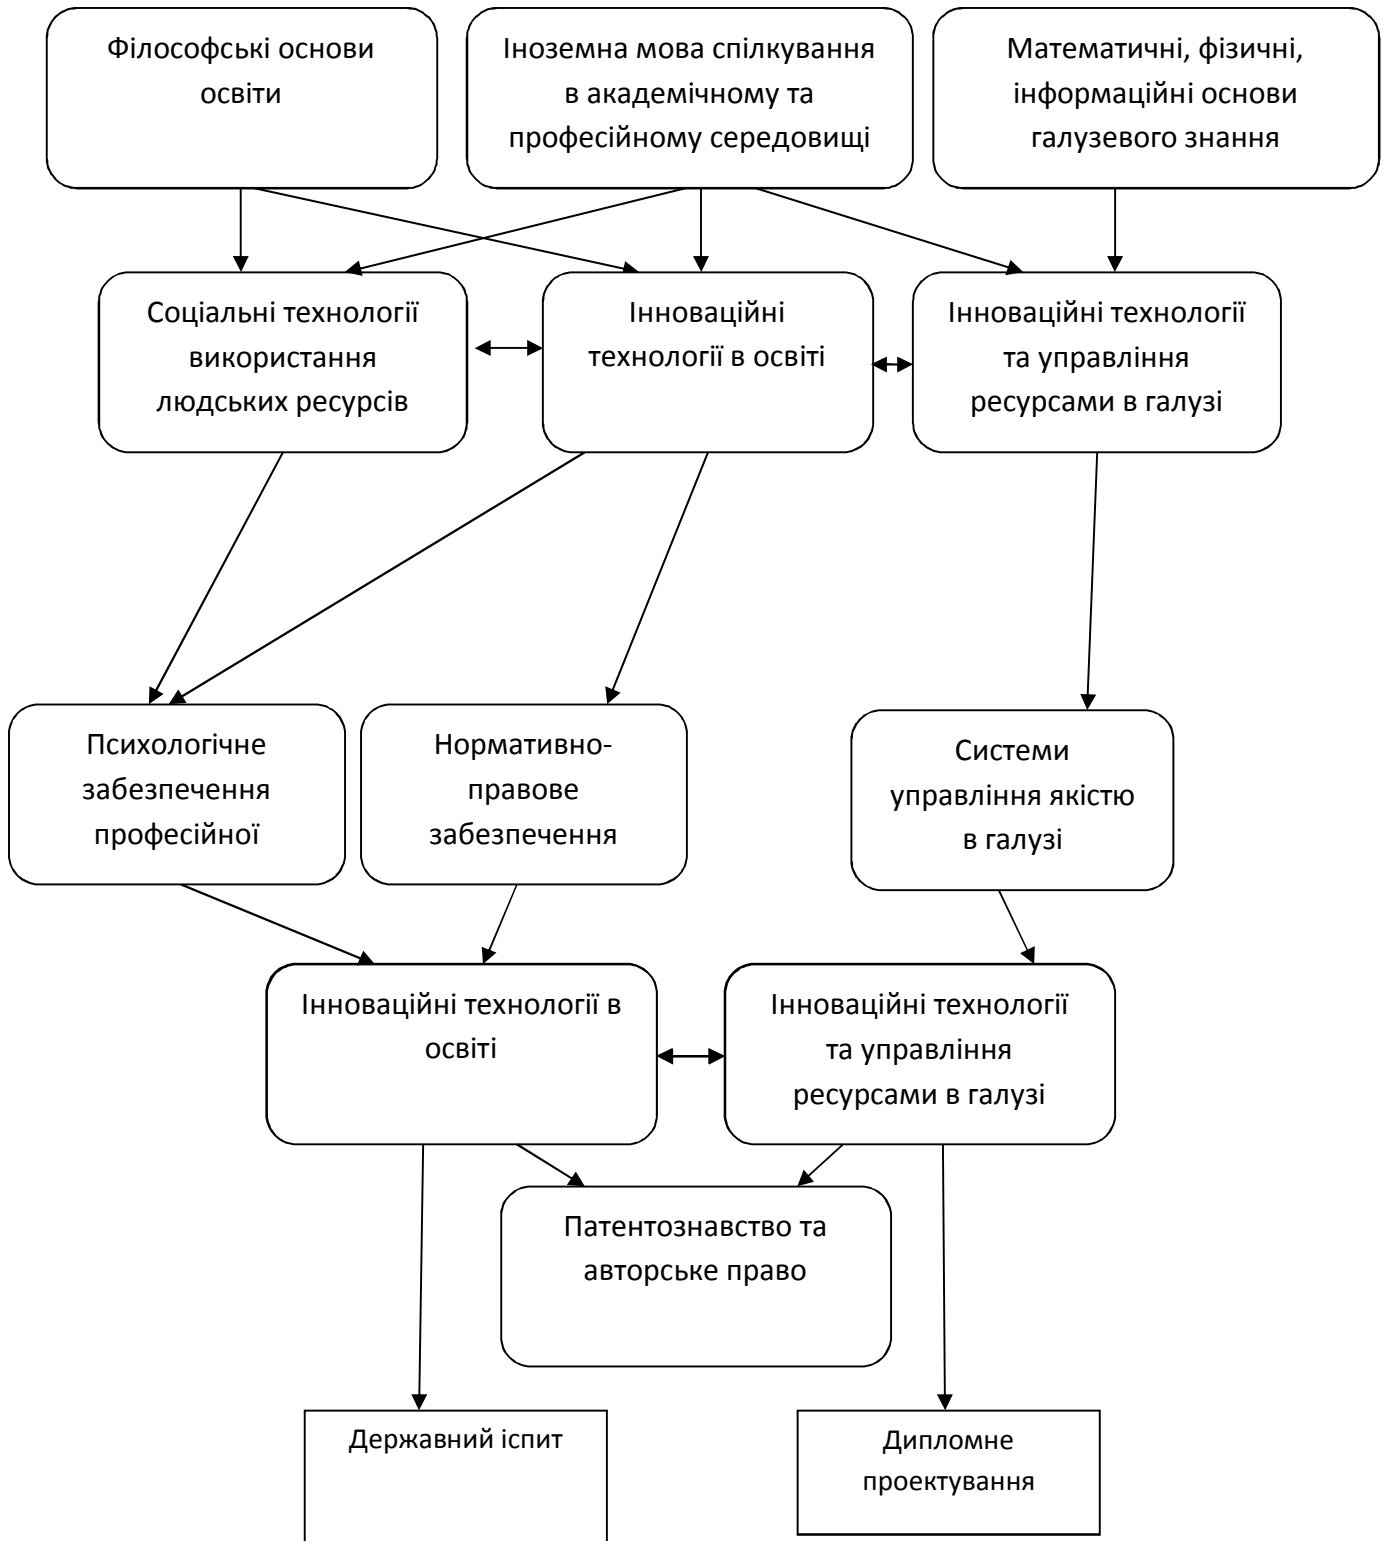 Філософські основи
освіти
Іноземна мова спілкування
в академічному та
професійному середовищі
Математичні, фізичні,
інформаційні основи
галузевого знання
Соціальні технології
використання
людських ресурсів
Інноваційні
технології в освіті
Інноваційні технології
та управління
ресурсами в галузі
Психологічне
забезпечення
професійної
Нормативно-
правове
забезпечення
Системи
управління якістю
в галузі
Інноваційні технології в
освіті
Інноваційні технології
та управління
ресурсами в галузі
Патентознавство та
авторське право
Державний іспит
Дипломне
проектування